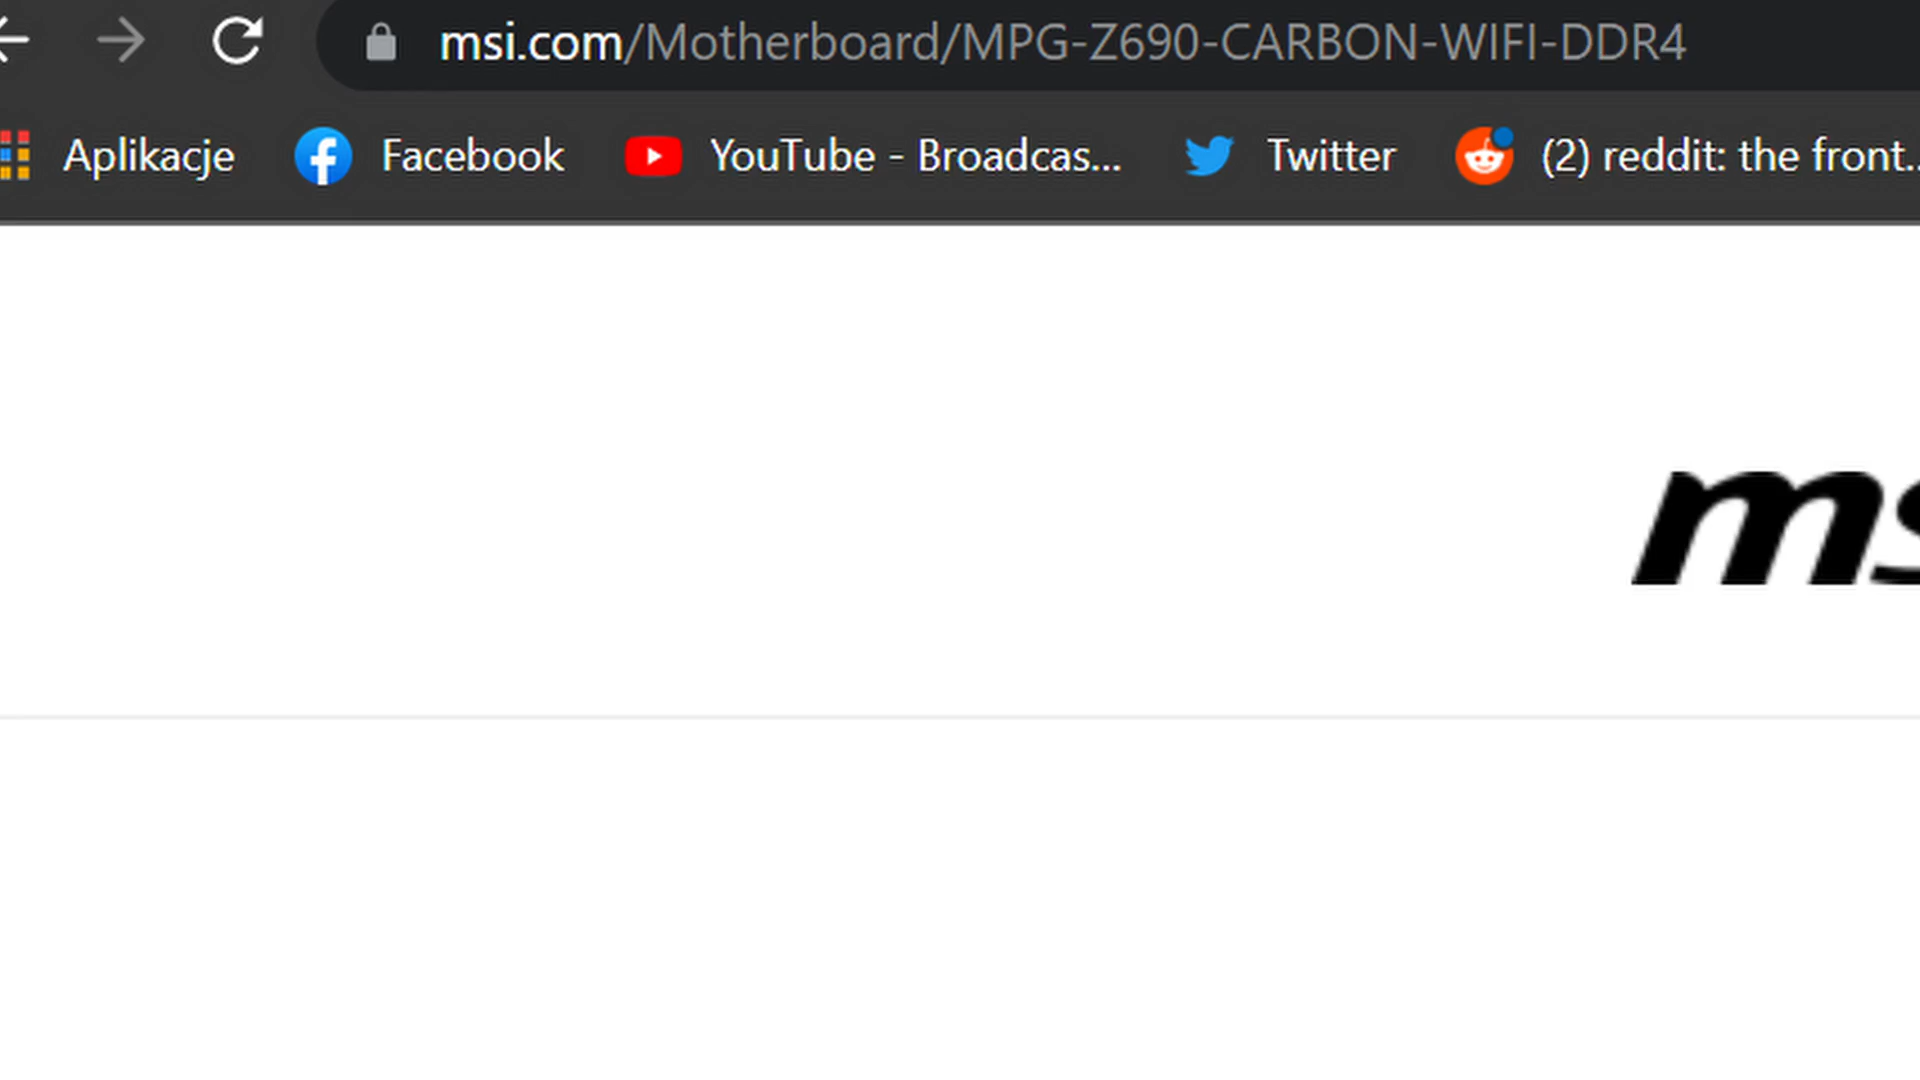 msi.com/Motherboard/MPG-Z690-CARBON-WIFI-DDR4
Aplikacje Facebook YouTube - Broadcas... Twitter (2) reddit: the front...
ms